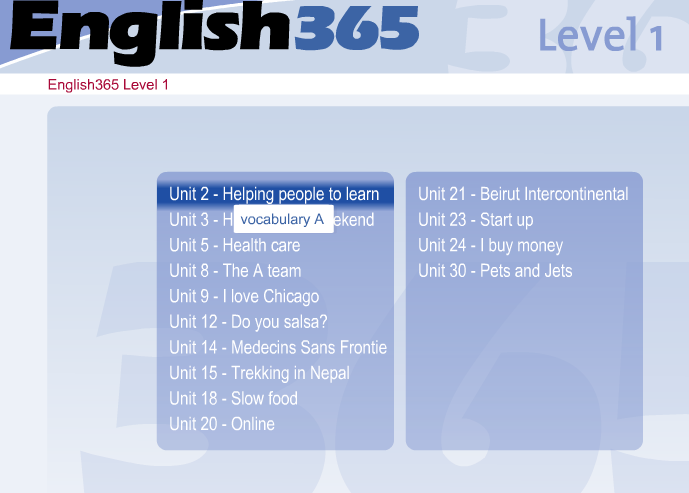 English365
Level 1
English365 Level 1
Unit 2 - Helping people to learn
Unit 3 - H
vocabulary A
ekend
Unit 5 - Health care
Unit 8 - The A team
Unit 9 - I love Chicago
Unit 12 - Do you salsa?
Unit 14 - Medecins Sans Frontie
Unit 15 - Trekking in Nepal
Unit 18 - Slow food
Unit 20 - Online
Unit 21 - Beirut Intercontinental
Unit 23 - Start up
Unit 24 - I buy money
Unit 30 - Pets and Jets
365